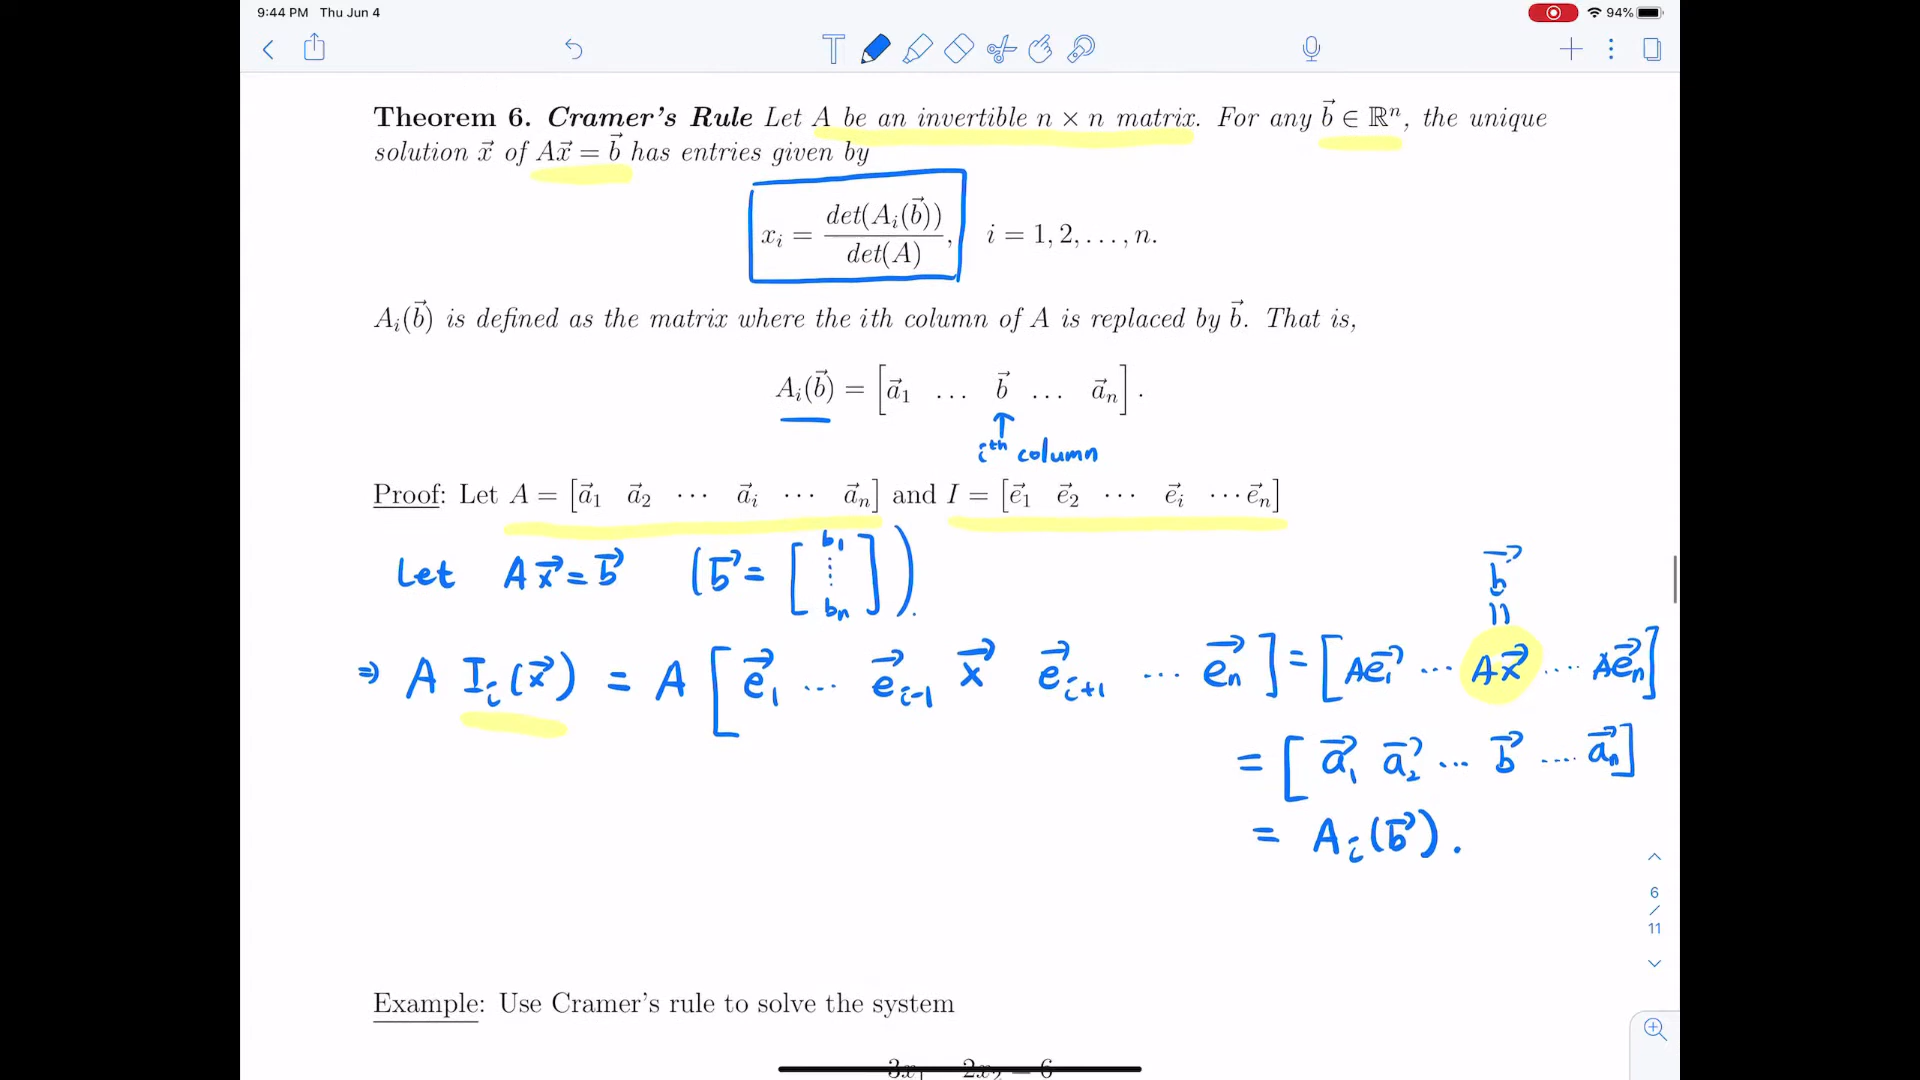 9:44 PM Thu Jun 4 94%
Theorem 6. Cramer's Rule Let A be an invertible n × n matrix. For any b⃗ ∈ ℝⁿ, the unique
solution x⃗ of Ax⃗ = b⃗ has entries given by
xᵢ = det(Aᵢ(b⃗)) / det(A), i = 1, 2, . . . , n.
Aᵢ(b⃗) is defined as the matrix where the ith column of A is replaced by b⃗. That is,
Aᵢ(b⃗) = [a⃗₁ ... b⃗ ... a⃗ₙ].
↑
iᵗʰ column
Proof: Let A = [a⃗₁ a⃗₂ ⋯ a⃗ᵢ ⋯ a⃗ₙ] and I = [e⃗₁ e⃗₂ ⋯ e⃗ᵢ ⋯ e⃗ₙ]
Let Ax⃗ = b⃗ (b⃗ = [b₁ ⋮ bₙ]).
b⃗
||
⇒ A Iᵢ(x⃗) = A [e⃗₁ ... e⃗ᵢ₋₁ x⃗ e⃗ᵢ₊₁ ... e⃗ₙ] = [Ae⃗₁ ... Ax⃗ ... Ae⃗ₙ]
= [a⃗₁ a⃗₂ ... b⃗ .... a⃗ₙ]
= Aᵢ(b⃗).
6
/
11
Example: Use Cramer's rule to solve the system